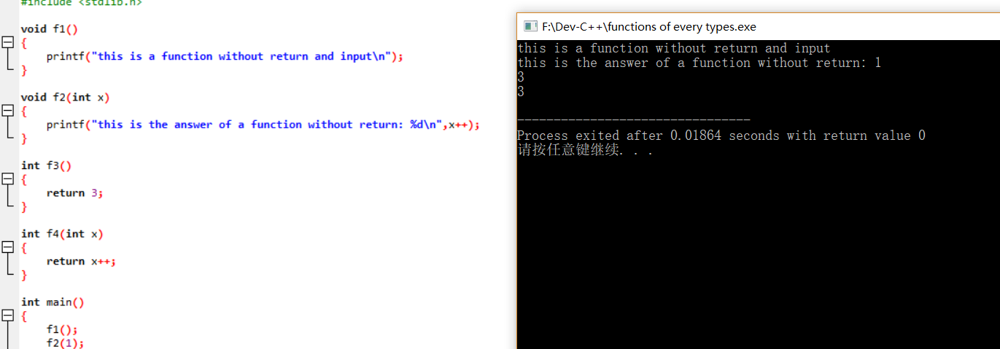 #include <stdlib.h>
void f1()
{
printf("this is a function without return and input\n");
}
void f2(int x)
{
printf("this is the answer of a function without return: %d\n",x++);
}
int f3()
{
return 3;
}
int f4(int x)
{
return x++;
}
int main()
{
f1();
f2(1);
F:\Dev-C++\functions of every types.exe
this is a function without return and input
this is the answer of a function without return: 1
3
3
--------------------------------
Process exited after 0.01864 seconds with return value 0
请按任意键继续. . .